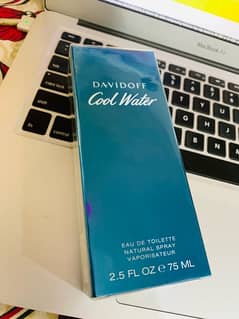 MacBook Air
DAVIDOFF
Cool Water
EAU DE TOILETTE
NATURAL SPRAY
VAPORISATEUR
2.5 FL OZ e 75 ML